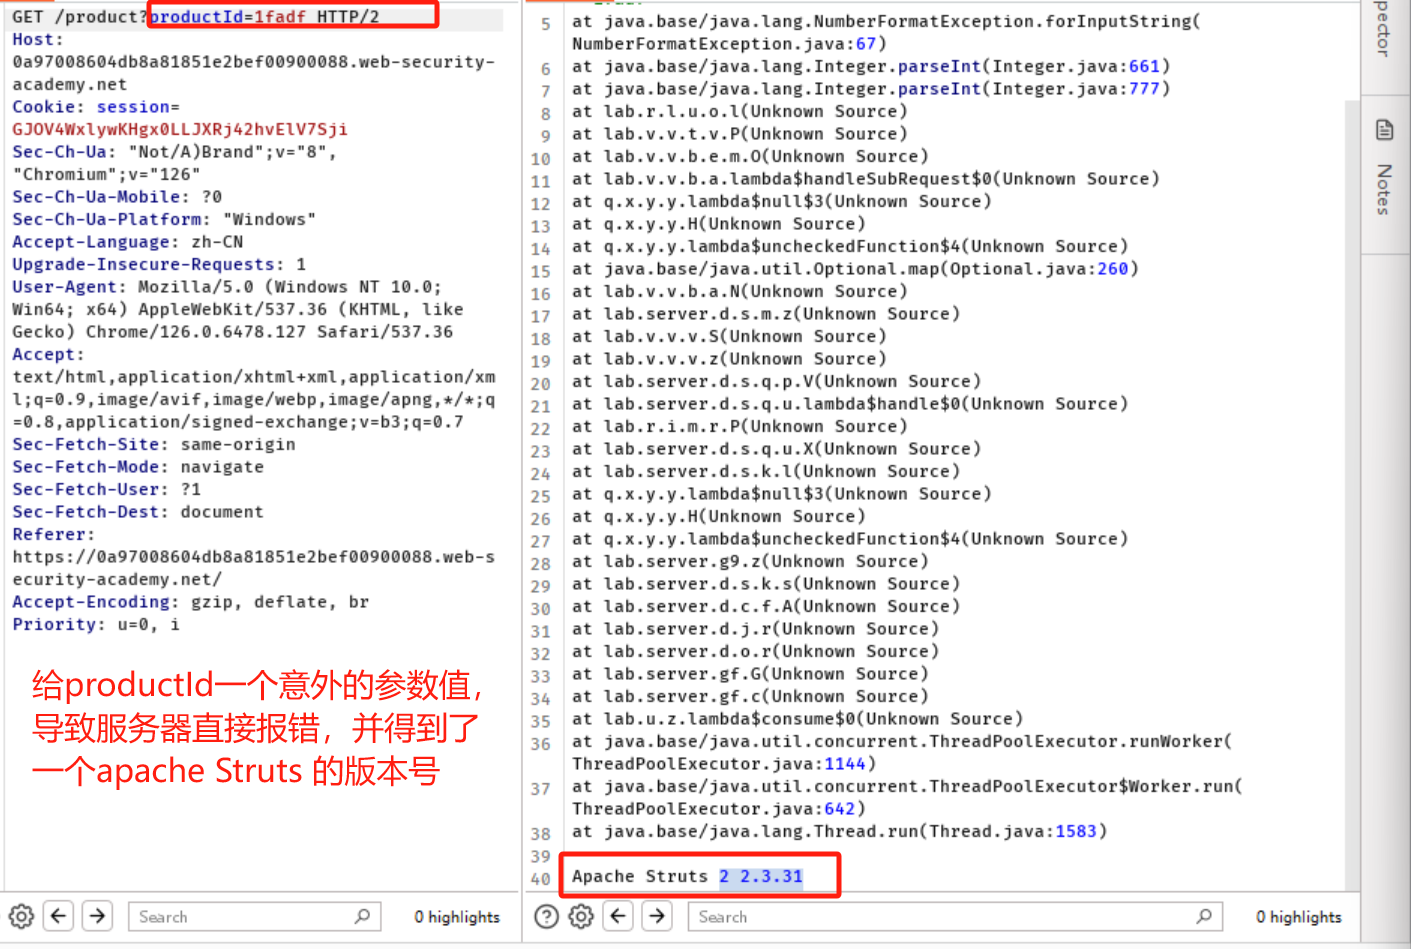 GET /product?productId=1fadf HTTP/2
Host:
0a97008604db8a81851e2bef00900088.web-security-
academy.net
Cookie: session=
GJOV4WxlywKHgx0LLJXRj42hvElV7Sji
Sec-Ch-Ua: "Not/A)Brand";v="8",
"Chromium";v="126"
Sec-Ch-Ua-Mobile: ?0
Sec-Ch-Ua-Platform: "Windows"
Accept-Language: zh-CN
Upgrade-Insecure-Requests: 1
User-Agent: Mozilla/5.0 (Windows NT 10.0;
Win64; x64) AppleWebKit/537.36 (KHTML, like
Gecko) Chrome/126.0.6478.127 Safari/537.36
Accept:
text/html,application/xhtml+xml,application/xm
l;q=0.9,image/avif,image/webp,image/apng,*/*;q
=0.8,application/signed-exchange;v=b3;q=0.7
Sec-Fetch-Site: same-origin
Sec-Fetch-Mode: navigate
Sec-Fetch-User: ?1
Sec-Fetch-Dest: document
Referer:
https://0a97008604db8a81851e2bef00900088.web-s
ecurity-academy.net/
Accept-Encoding: gzip, deflate, br
Priority: u=0, i
给productId一个意外的参数值，
导致服务器直接报错，并得到了
一个apache Struts 的版本号
Search
0 highlights
5 at java.base/java.lang.NumberFormatException.forInputString(
NumberFormatException.java:67)
6 at java.base/java.lang.Integer.parseInt(Integer.java:661)
7 at java.base/java.lang.Integer.parseInt(Integer.java:777)
8 at lab.r.l.u.o.l(Unknown Source)
9 at lab.v.v.t.v.P(Unknown Source)
10 at lab.v.v.b.e.m.O(Unknown Source)
11 at lab.v.v.b.a.lambda$handleSubRequest$0(Unknown Source)
12 at q.x.y.y.lambda$null$3(Unknown Source)
13 at q.x.y.y.H(Unknown Source)
14 at q.x.y.y.lambda$uncheckedFunction$4(Unknown Source)
15 at java.base/java.util.Optional.map(Optional.java:260)
16 at lab.v.v.b.a.N(Unknown Source)
17 at lab.server.d.s.m.z(Unknown Source)
18 at lab.v.v.v.S(Unknown Source)
19 at lab.v.v.v.z(Unknown Source)
20 at lab.server.d.s.q.p.V(Unknown Source)
21 at lab.server.d.s.q.u.lambda$handle$0(Unknown Source)
22 at lab.r.i.m.r.P(Unknown Source)
23 at lab.server.d.s.q.u.X(Unknown Source)
24 at lab.server.d.s.k.l(Unknown Source)
25 at q.x.y.y.lambda$null$3(Unknown Source)
26 at q.x.y.y.H(Unknown Source)
27 at q.x.y.y.lambda$uncheckedFunction$4(Unknown Source)
28 at lab.server.g9.z(Unknown Source)
29 at lab.server.d.s.k.s(Unknown Source)
30 at lab.server.d.c.f.A(Unknown Source)
31 at lab.server.d.j.r(Unknown Source)
32 at lab.server.d.o.r(Unknown Source)
33 at lab.server.gf.G(Unknown Source)
34 at lab.server.gf.c(Unknown Source)
35 at lab.u.z.lambda$consume$0(Unknown Source)
36 at java.base/java.util.concurrent.ThreadPoolExecutor.runWorker(
ThreadPoolExecutor.java:1144)
37 at java.base/java.util.concurrent.ThreadPoolExecutor$Worker.run(
ThreadPoolExecutor.java:642)
38 at java.base/java.lang.Thread.run(Thread.java:1583)
39
40 Apache Struts 2 2.3.31
Search
0 highlights
pector
Notes